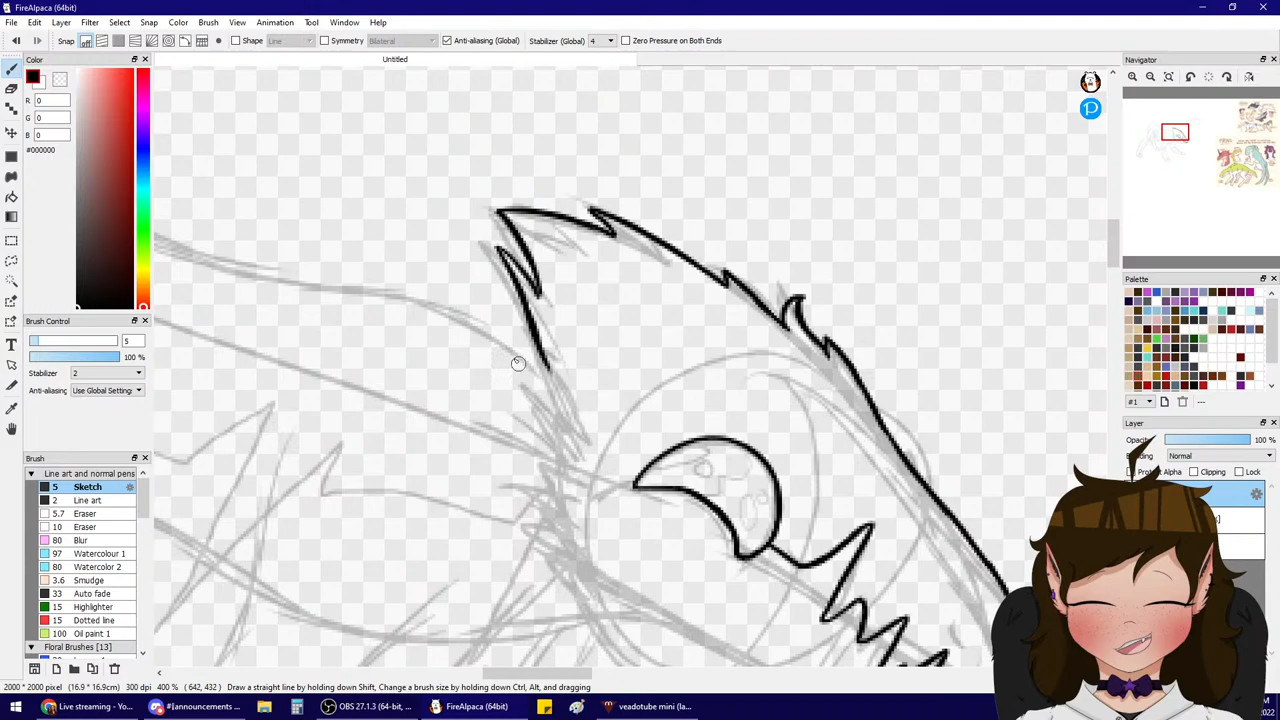 FireAlpaca (64bit)
File Edit Layer Filter Select Snap Color Brush View Animation Tool Window Help
Snap off Shape Line Symmetry Bilateral Anti-aliasing (Global) Stabilizer (Global) 4 Zero Pressure on Both Ends
Untitled
Color
R 0
G 0
B 0
#000000
Brush Control
5
100 %
Stabilizer 2
Anti-aliasing Use Global Setting
Brush
Line art and normal pens
5 Sketch
2 Line art
5.7 Eraser
10 Eraser
80 Blur
97 Watercolour 1
80 Watercolor 2
3.6 Smudge
33 Auto fade
15 Highlighter
15 Dotted line
100 Oil paint 1
Floral Brushes [13]
Navigator
Palette
#1 ---
Layer
Opacity 100 %
Normal
Protect Alpha Clipping Lock
2000 * 2000 pixel (16.9 * 16.9cm) 300 dpi 400 % ( 642, 432 ) Draw a straight line by holding down Shift, Change a brush size by holding down Ctrl, Alt, and dragging
Live streaming - Yo... #[announcements OBS 27.1.3 (64-bit, ... FireAlpaca (64bit) veadotube mini (la...